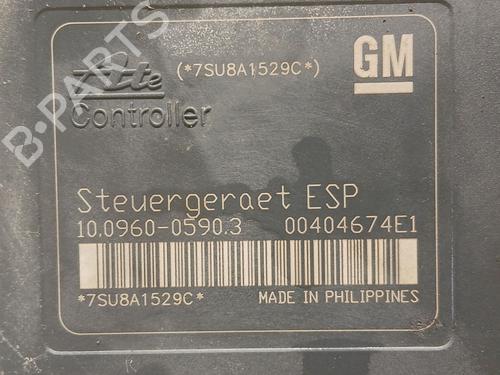 Ate
(*7SU8A1529C*)
GM
Controller
Steuergeraet ESP
10.0960-0590.3 00404674E1
*7SU8A1529C* MADE IN PHILIPPINES
B-PARTS